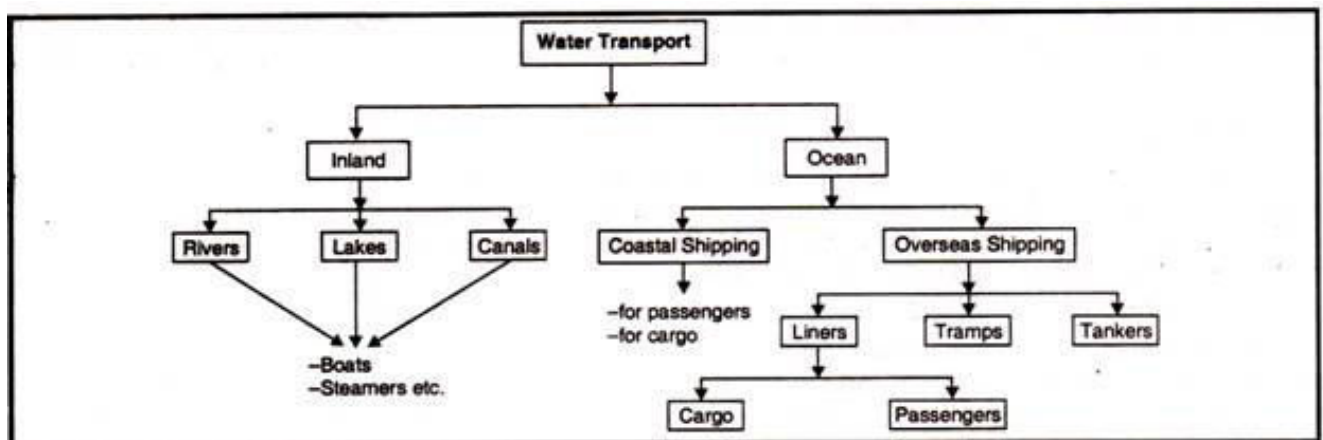 Water Transport
Inland
Ocean
Rivers
Lakes
Canals
Coastal Shipping
Overseas Shipping
–for passengers
–for cargo
Liners
Tramps
Tankers
–Boats
–Steamers etc.
Cargo
Passengers